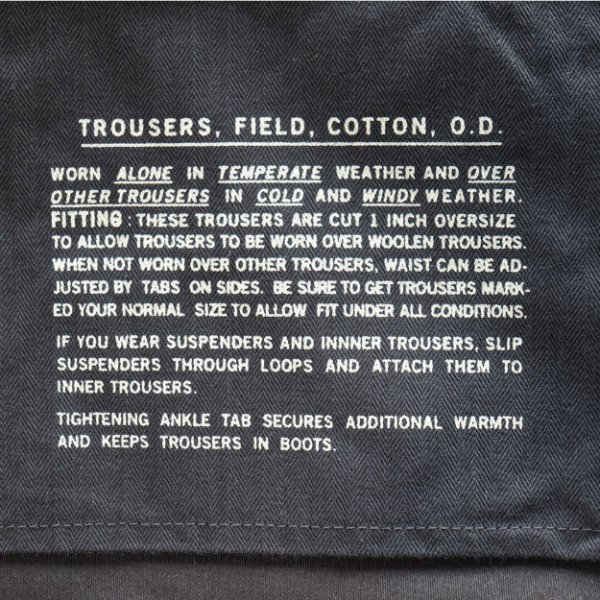 TROUSERS, FIELD, COTTON, O.D.
WORN ALONE IN TEMPERATE WEATHER AND OVER
OTHER TROUSERS IN COLD AND WINDY WEATHER.
FITTING : THESE TROUSERS ARE CUT 1 INCH OVERSIZE
TO ALLOW TROUSERS TO BE WORN OVER WOOLEN TROUSERS.
WHEN NOT WORN OVER OTHER TROUSERS, WAIST CAN BE AD-
JUSTED BY TABS ON SIDES. BE SURE TO GET TROUSERS MARK-
ED YOUR NORMAL SIZE TO ALLOW FIT UNDER ALL CONDITIONS.
IF YOU WEAR SUSPENDERS AND INNNER TROUSERS, SLIP
SUSPENDERS THROUGH LOOPS AND ATTACH THEM TO
INNER TROUSERS.
TIGHTENING ANKLE TAB SECURES ADDITIONAL WARMTH
AND KEEPS TROUSERS IN BOOTS.